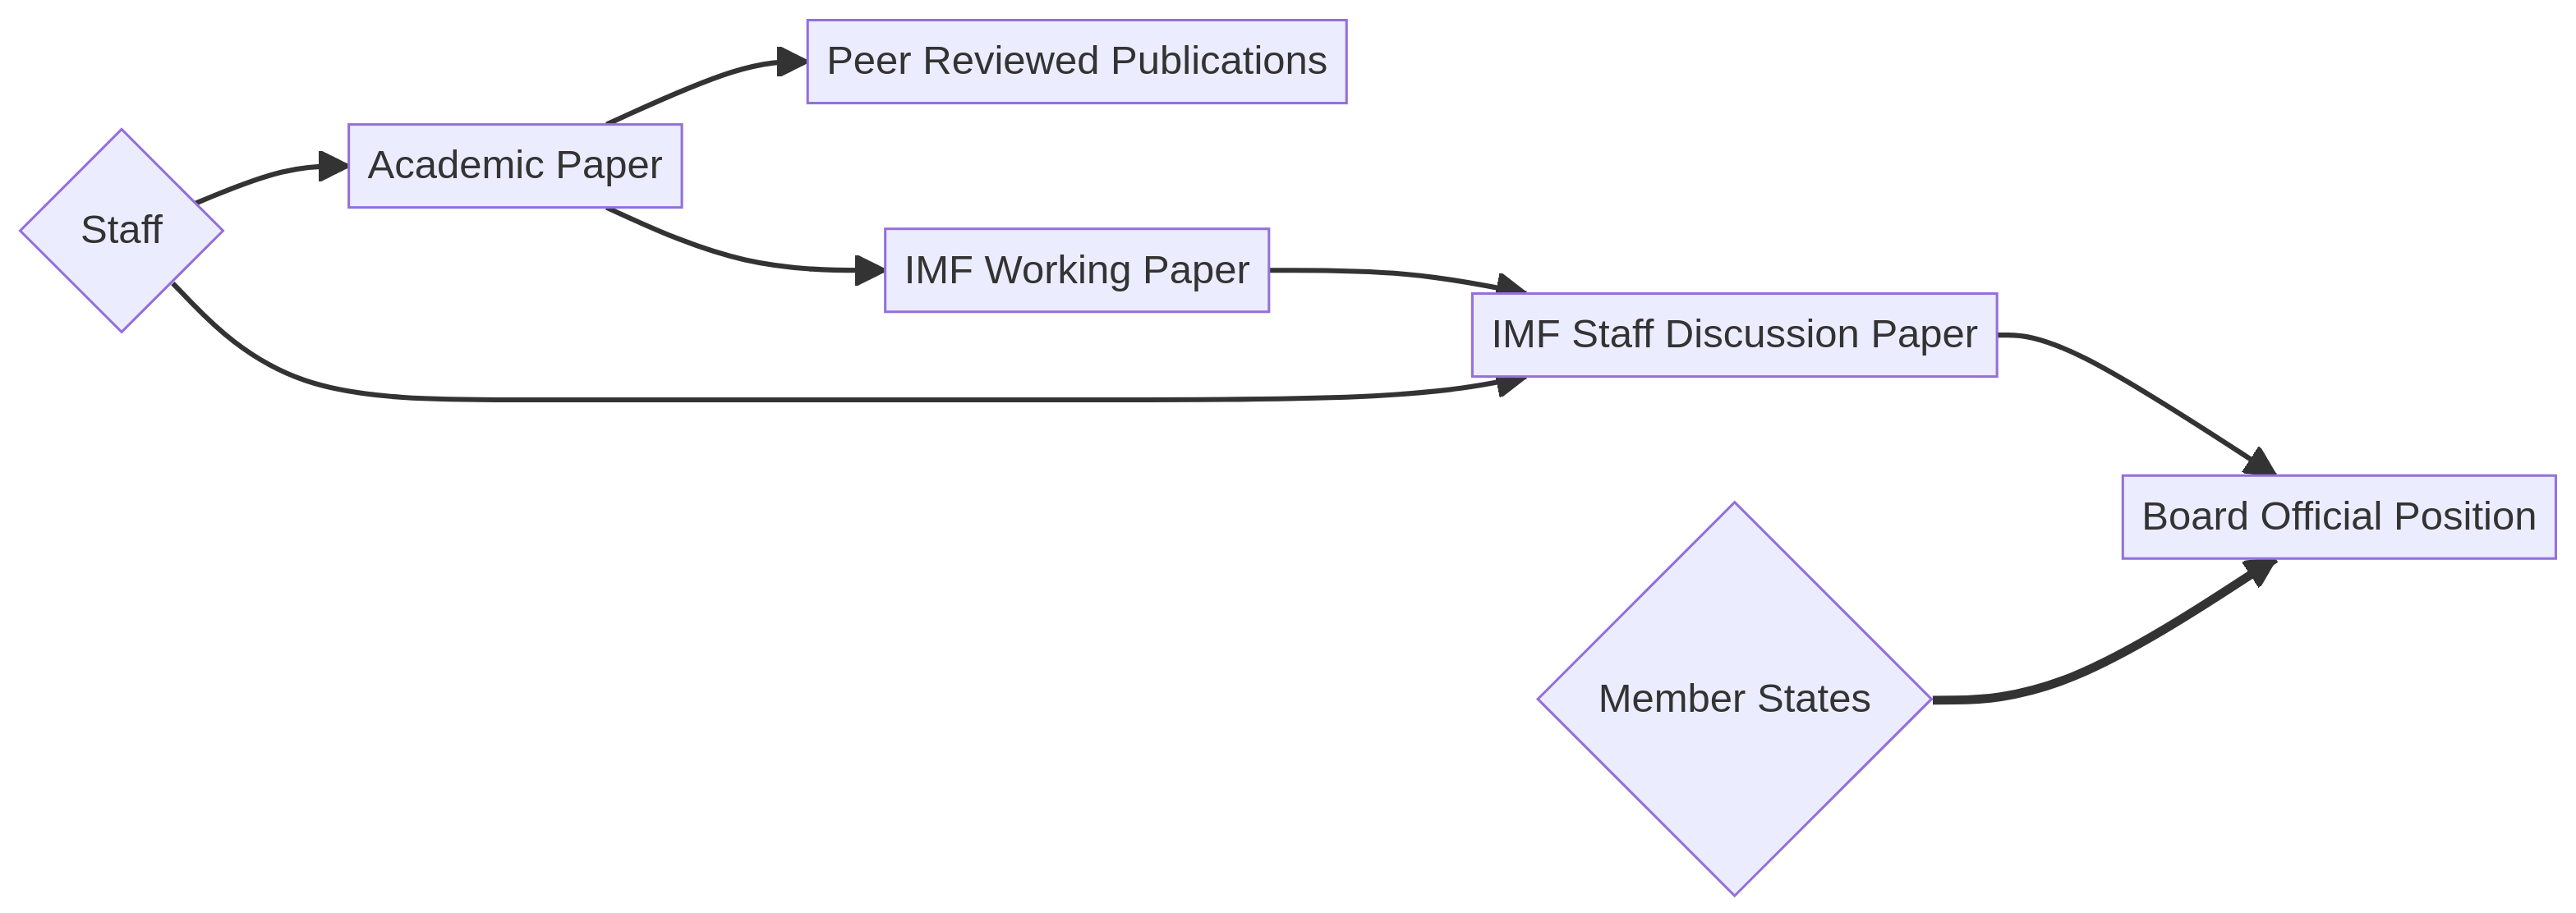 Peer Reviewed Publications
Academic Paper
Staff
IMF Working Paper
IMF Staff Discussion Paper
Board Official Position
Member States